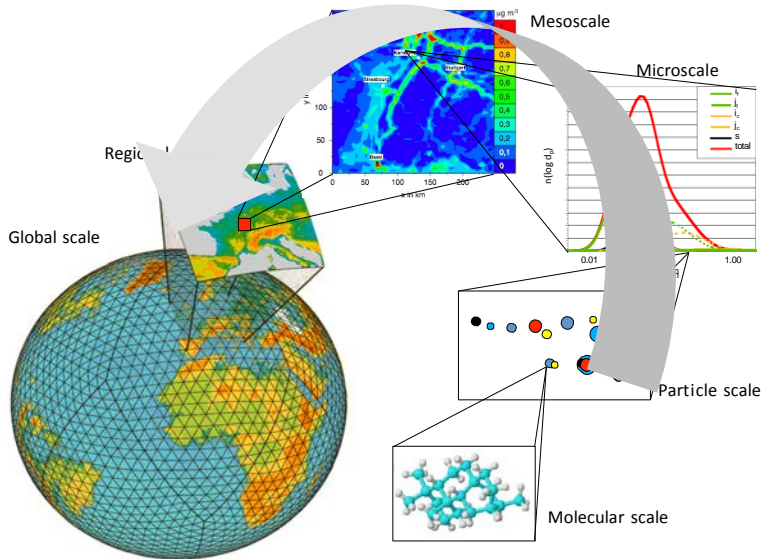 µg m⁻³
Mesoscale
0,9
0,8
0,7
0,6
0,5
0,4
0,3
0,2
0,1
0
Strasbourg
Stuttgart
Basel
100
50
0
0
50
100
150
200
x in km
Microscale
s
total
n(log dₚ)
0.01
1.00
Global scale
Particle scale
Molecular scale